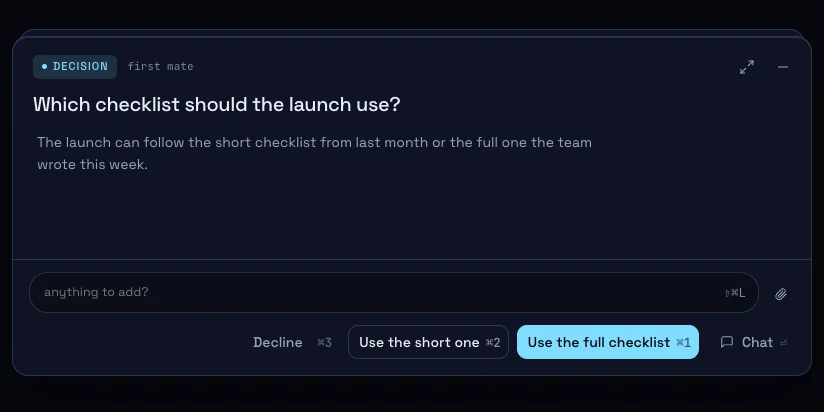 DECISION first mate
Which checklist should the launch use?
The launch can follow the short checklist from last month or the full one the team
wrote this week.
anything to add? ⇧⌘L
Decline ⌘3 Use the short one ⌘2 Use the full checklist ⌘1 Chat ⏎